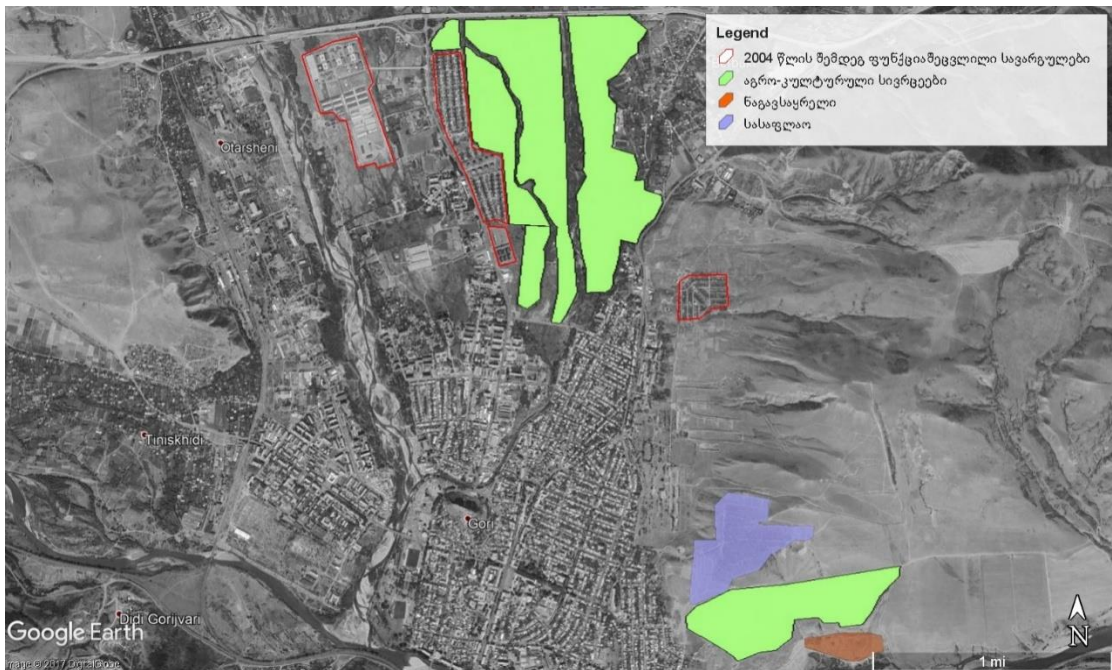 Legend
2004 წლის შემდეგ ფუნქციაშეცვლილი სავარგულები
აგრო-კულტურული სივრცეები
ნაგავსაყრელი
სასაფლაო
Otarsheni
Tiniskhidi
Gori
Didi Gorijvari
Google Earth
N
1 mi